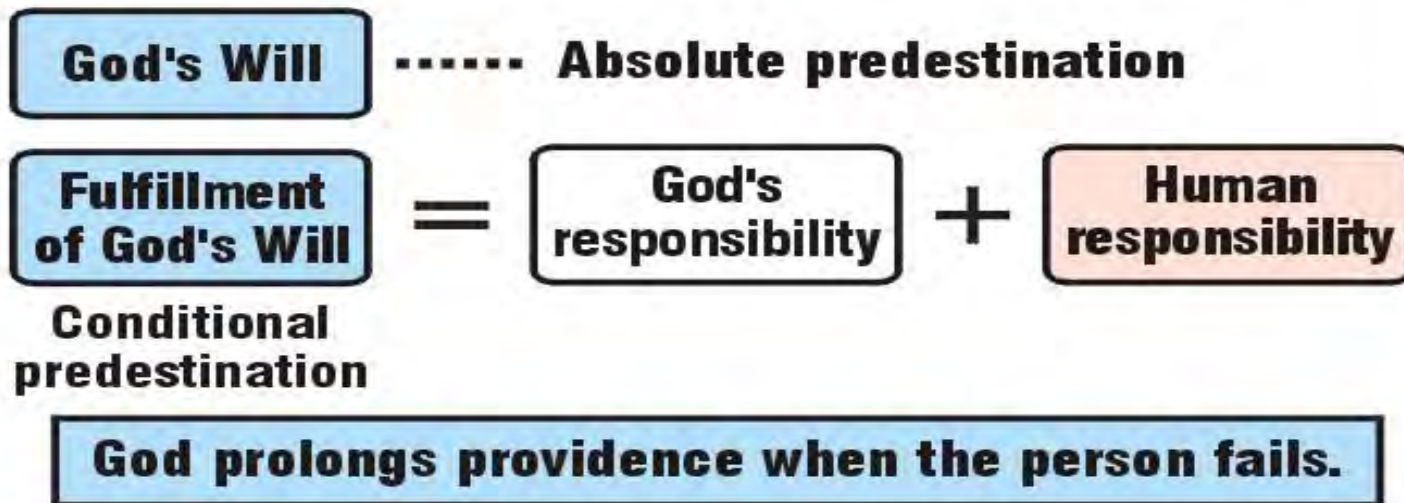 God's Will ------ Absolute predestination
Fulfillment of God's Will = God's responsibility + Human responsibility
Conditional
predestination
God prolongs providence when the person fails.